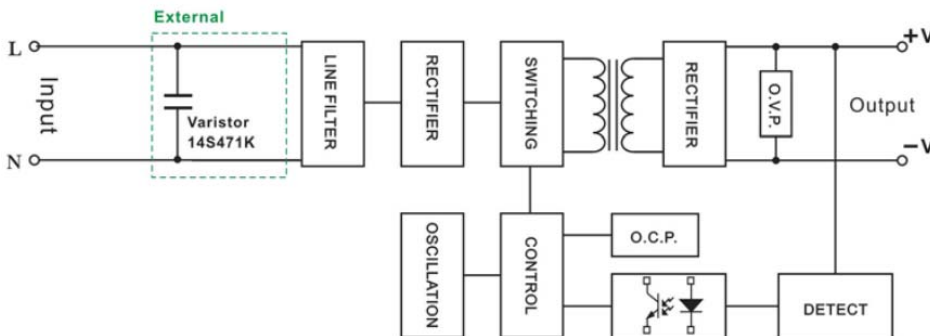 External
L
Input
N
Varistor
14S471K
LINE FILTER
RECTIFIER
SWITCHING
RECTIFIER
O.V.P.
+V
Output
−V
OSCILLATION
CONTROL
O.C.P.
DETECT